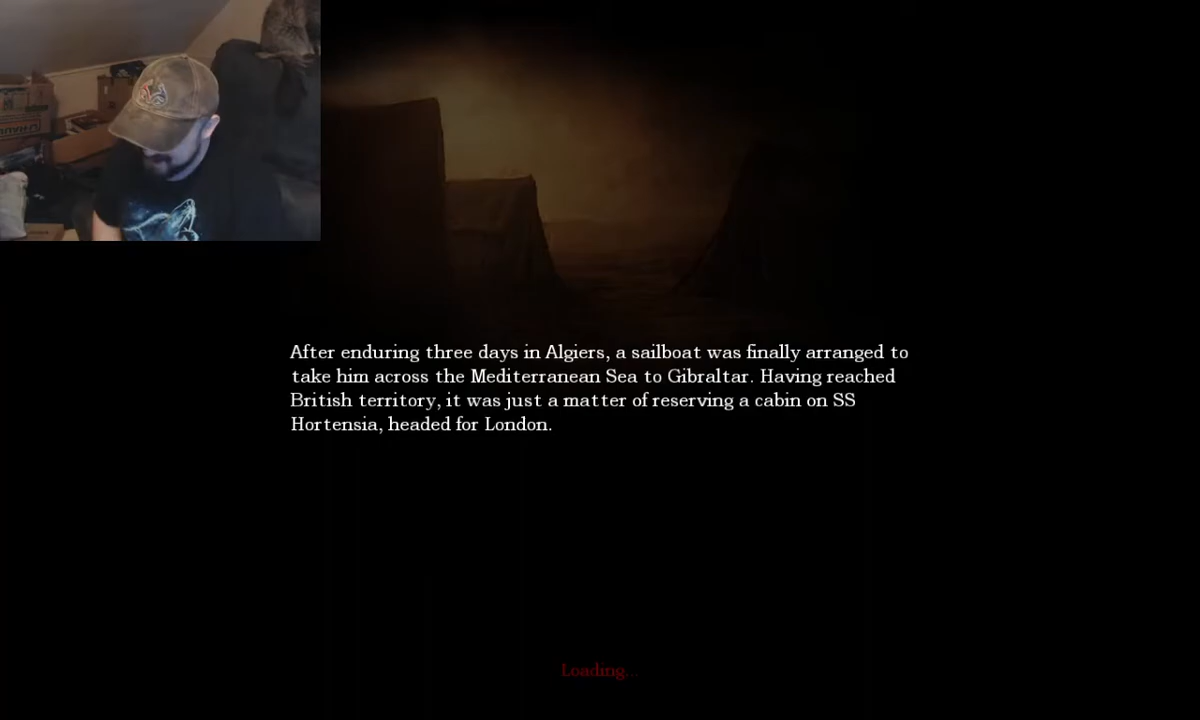 After enduring three days in Algiers, a sailboat was finally arranged to
take him across the Mediterranean Sea to Gibraltar. Having reached
British territory, it was just a matter of reserving a cabin on SS
Hortensia, headed for London.
Loading...